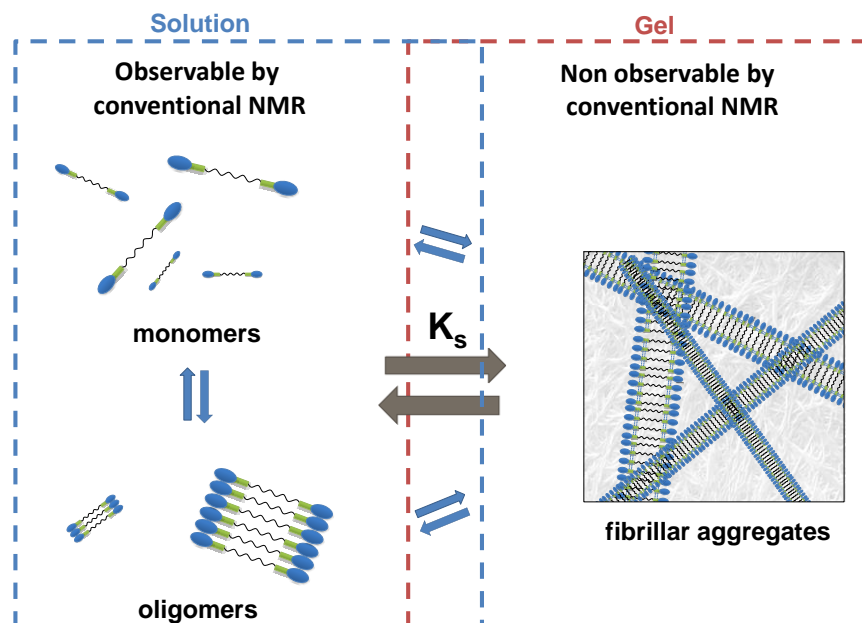 Solution
Gel
Observable by
conventional NMR
Non observable by
conventional NMR
monomers
Ks
oligomers
fibrillar aggregates